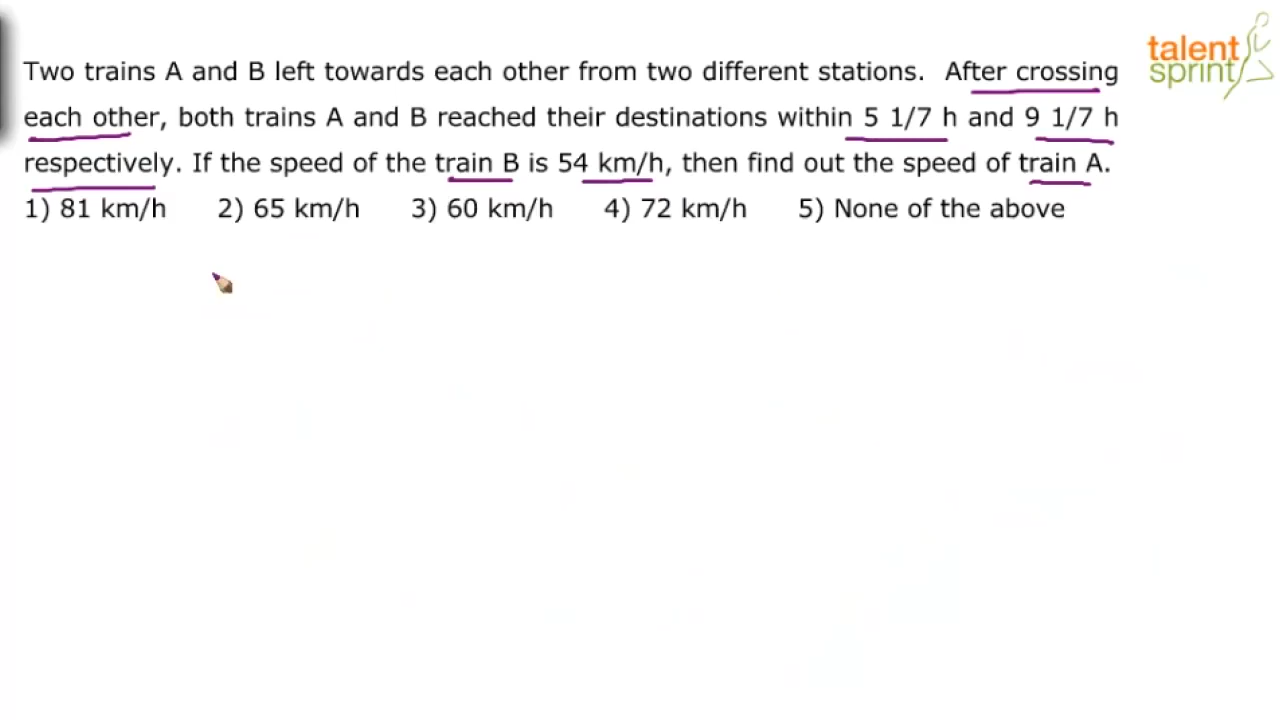 talent
sprint
Two trains A and B left towards each other from two different stations. After crossing
each other, both trains A and B reached their destinations within 5 1/7 h and 9 1/7 h
respectively. If the speed of the train B is 54 km/h, then find out the speed of train A.
1) 81 km/h 2) 65 km/h 3) 60 km/h 4) 72 km/h 5) None of the above